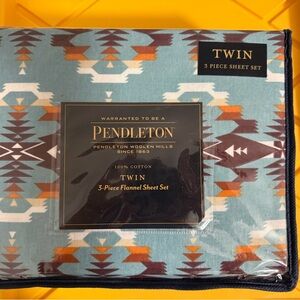 TWIN
3 PIECE SHEET SET
WARRANTED TO BE A
PENDLETON
PENDLETON WOOLEN MILLS
SINCE 1863
100% COTTON
TWIN
3-Piece Flannel Sheet Set